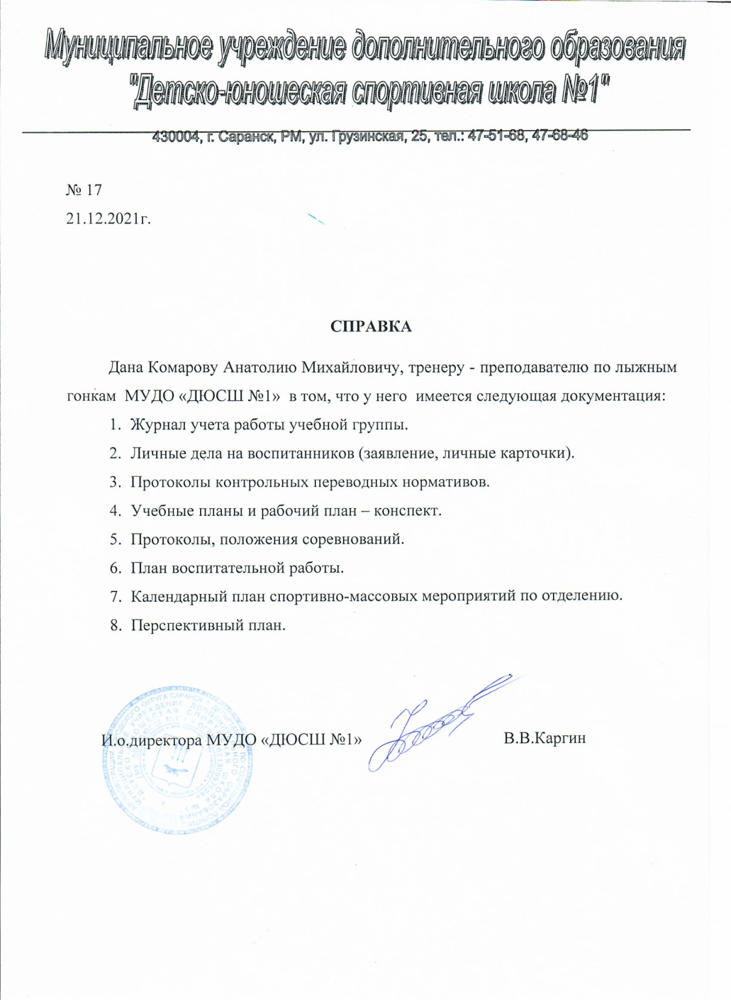 Муниципальное учреждение дополнительного образования
"Детско-юношеская спортивная школа №1"
430004, г. Саранск, РМ, ул. Грузинская, 25, тел.: 47-51-68, 47-68-46
№ 17
21.12.2021г.
СПРАВКА
Дана Комарову Анатолию Михайловичу, тренеру - преподавателю по лыжным
гонкам МУДО «ДЮСШ №1» в том, что у него имеется следующая документация:
1. Журнал учета работы учебной группы.
2. Личные дела на воспитанников (заявление, личные карточки).
3. Протоколы контрольных переводных нормативов.
4. Учебные планы и рабочий план – конспект.
5. Протоколы, положения соревнований.
6. План воспитательной работы.
7. Календарный план спортивно-массовых мероприятий по отделению.
8. Перспективный план.
И.о.директора МУДО «ДЮСШ №1» В.В.Каргин